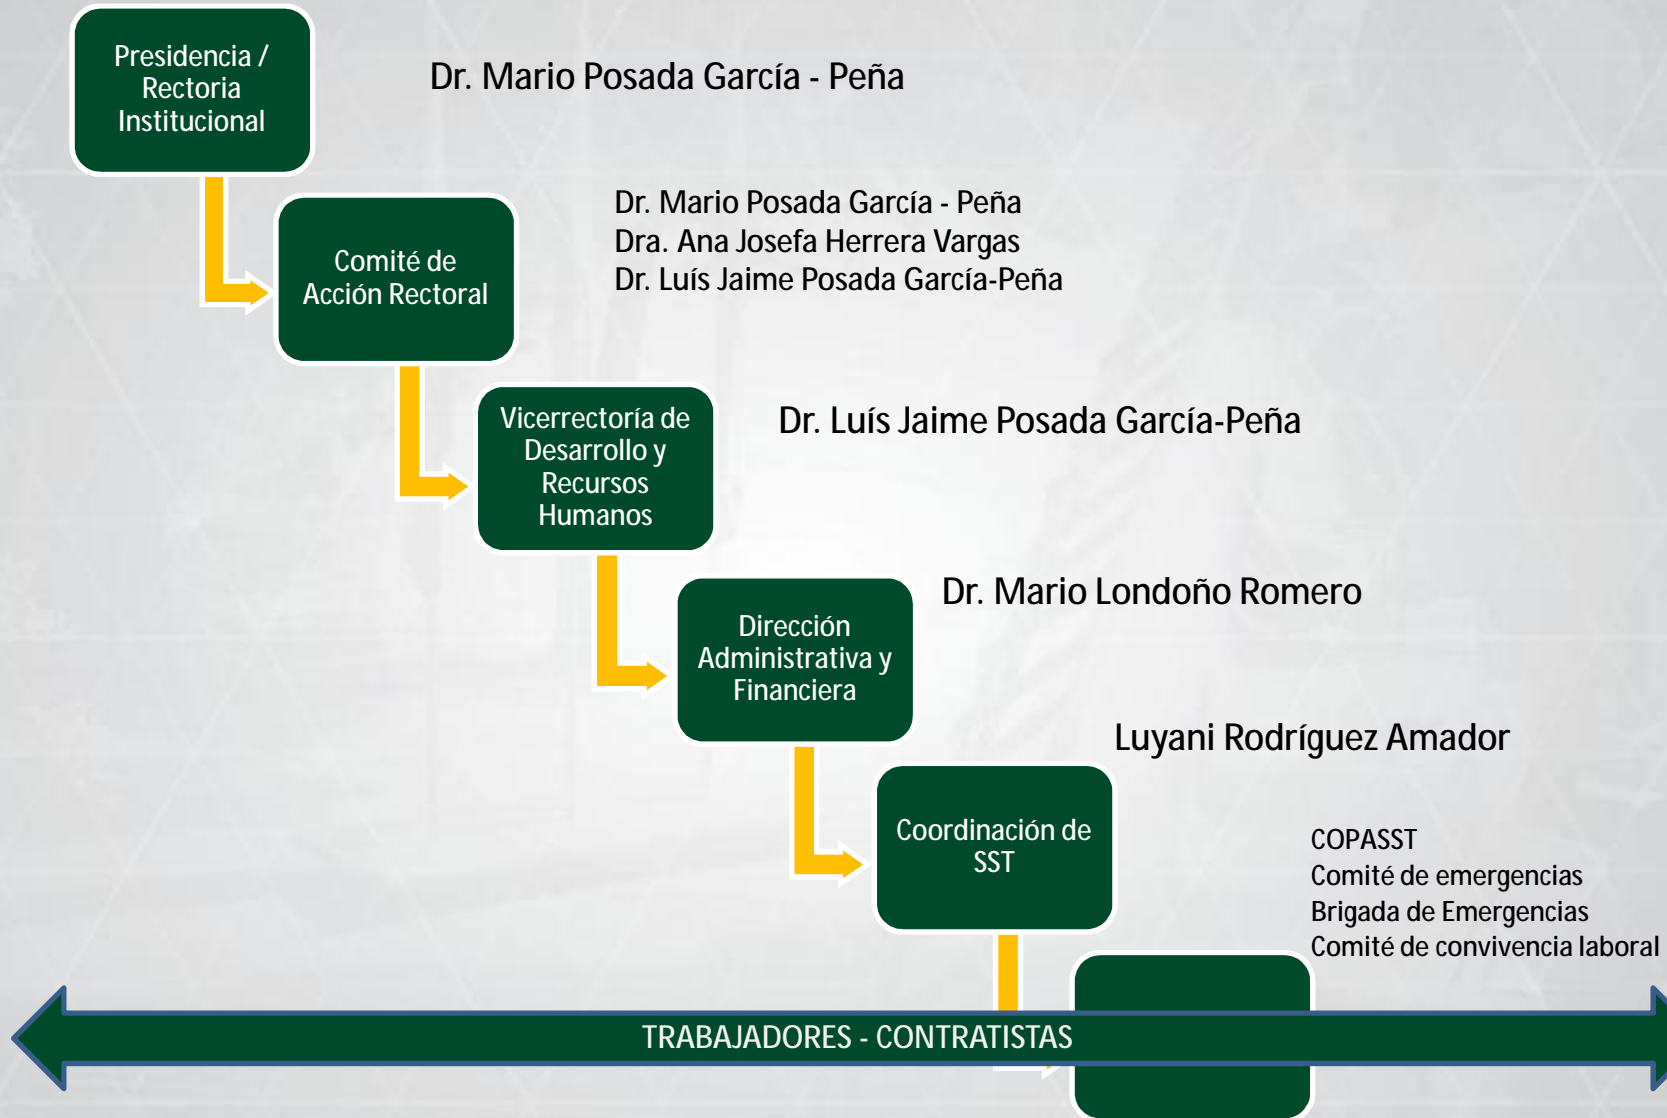 Presidencia /
Rectoria
Institucional
Dr. Mario Posada García - Peña
Comité de
Acción Rectoral
Dr. Mario Posada García - Peña
Dra. Ana Josefa Herrera Vargas
Dr. Luís Jaime Posada García-Peña
Vicerrectoría de
Desarrollo y
Recursos
Humanos
Dr. Luís Jaime Posada García-Peña
Dirección
Administrativa y
Financiera
Dr. Mario Londoño Romero
Coordinación de
SST
Luyani Rodríguez Amador
COPASST
Comité de emergencias
Brigada de Emergencias
Comité de convivencia laboral
TRABAJADORES - CONTRATISTAS